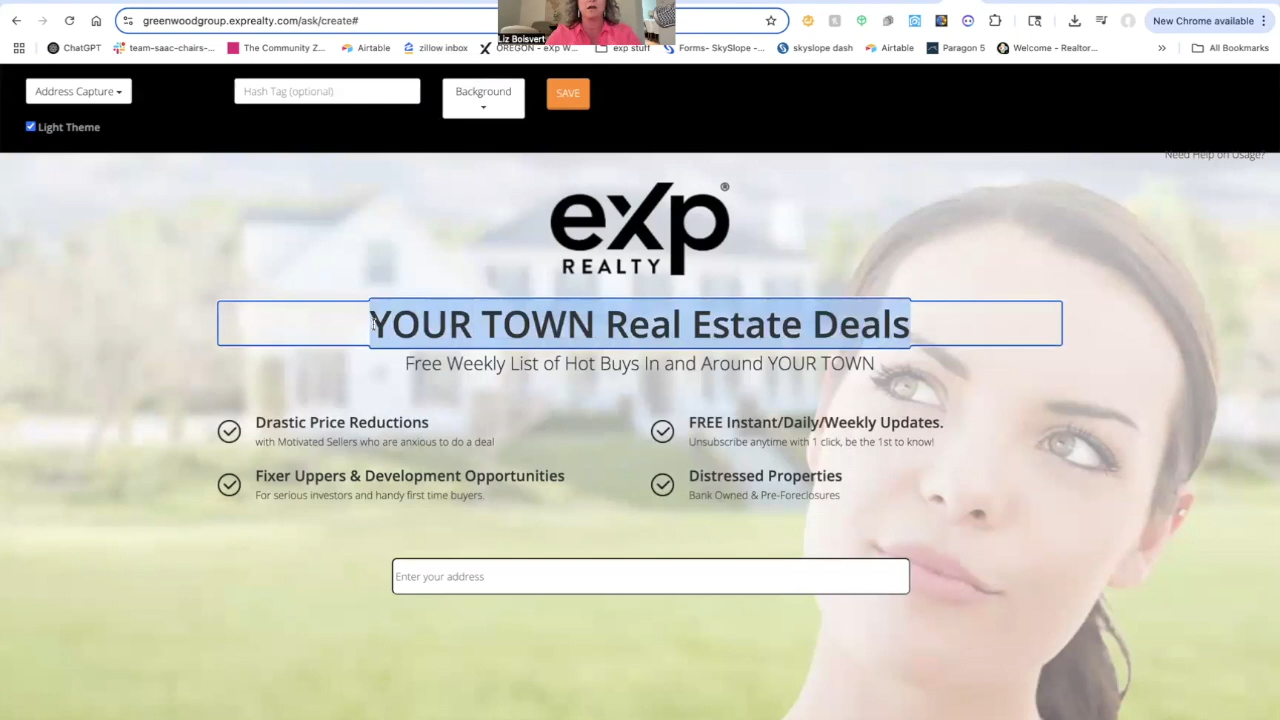 greenwoodgroup.exprealty.com/ask/create#
New Chrome available
Liz Boisvert
ChatGPT
team-saac-chairs-...
The Community Z...
Airtable
zillow inbox
OREGON - eXp W...
exp stuff
Forms- SkySlope -...
skyslope dash
Airtable
Paragon 5
Welcome - Realtor...
»
All Bookmarks
Address Capture
Hash Tag (optional)
Background
SAVE
Light Theme
Need Help on Usage?
eXp®
REALTY
YOUR TOWN Real Estate Deals
Free Weekly List of Hot Buys In and Around YOUR TOWN
Drastic Price Reductions
with Motivated Sellers who are anxious to do a deal
FREE Instant/Daily/Weekly Updates.
Unsubscribe anytime with 1 click, be the 1st to know!
Fixer Uppers & Development Opportunities
For serious investors and handy first time buyers.
Distressed Properties
Bank Owned & Pre-Foreclosures
Enter your address